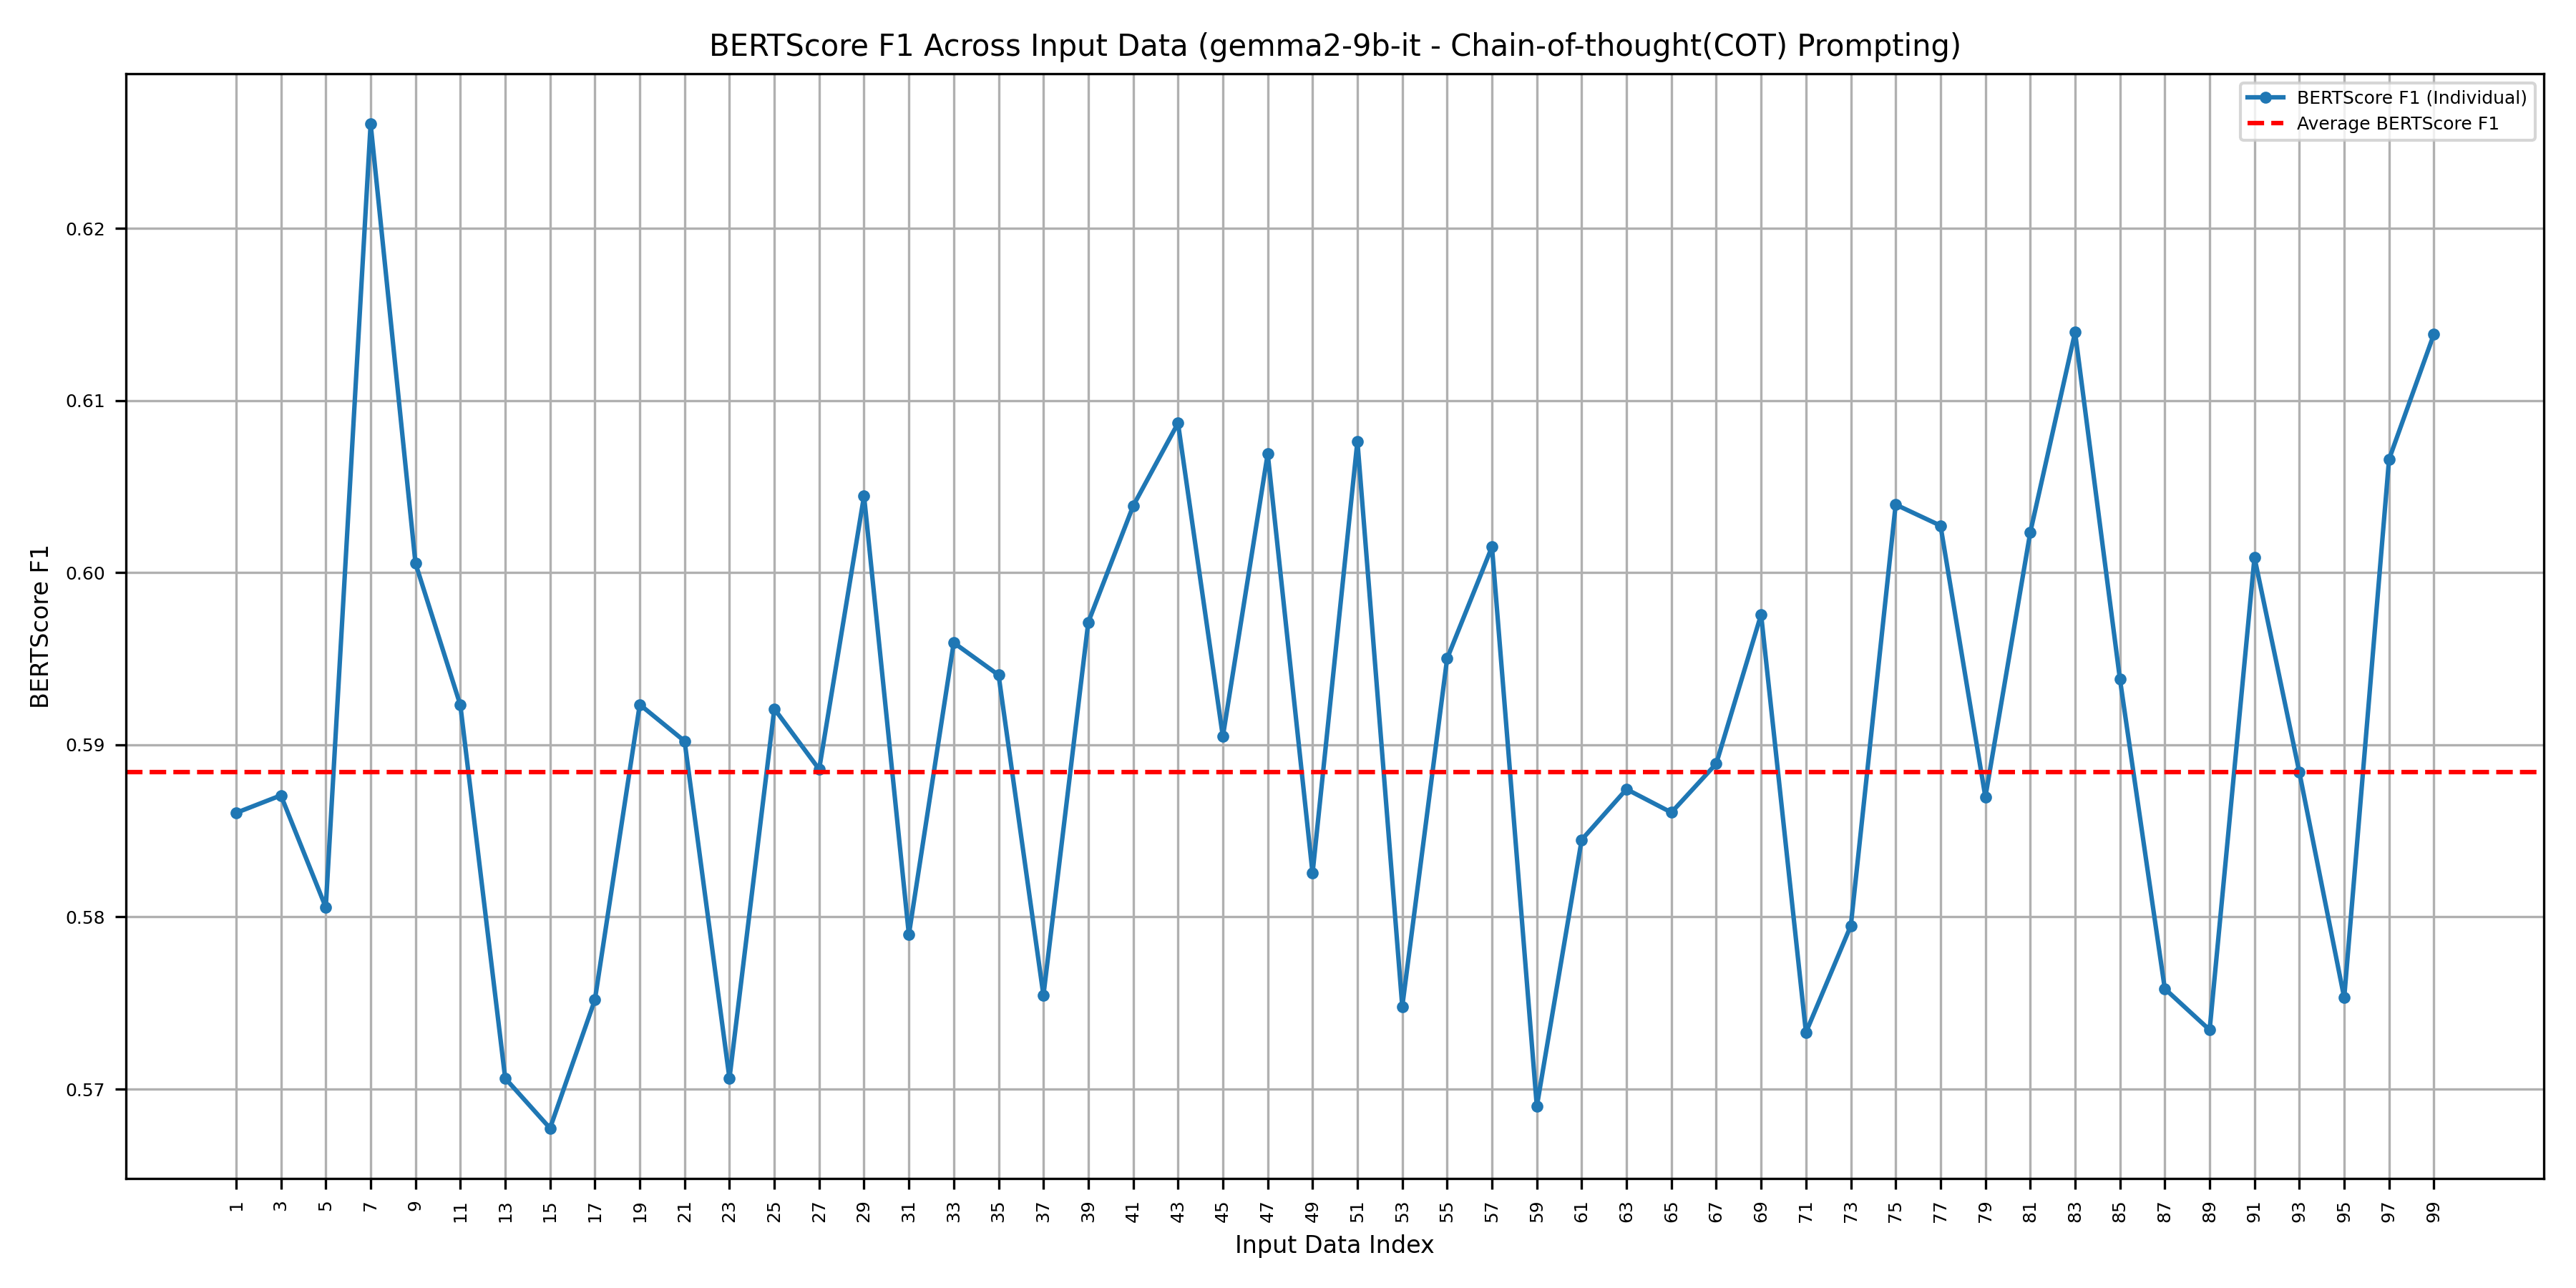 BERTScore F1 Across Input Data (gemma2-9b-it - Chain-of-thought(COT) Prompting)
BERTScore F1 (Individual)
Average BERTScore F1
BERTScore F1
0.62
0.61
0.60
0.59
0.58
0.57
1 3 5 7 9 11 13 15 17 19 21 23 25 27 29 31 33 35 37 39 41 43 45 47 49 51 53 55 57 59 61 63 65 67 69 71 73 75 77 79 81 83 85 87 89 91 93 95 97 99
Input Data Index